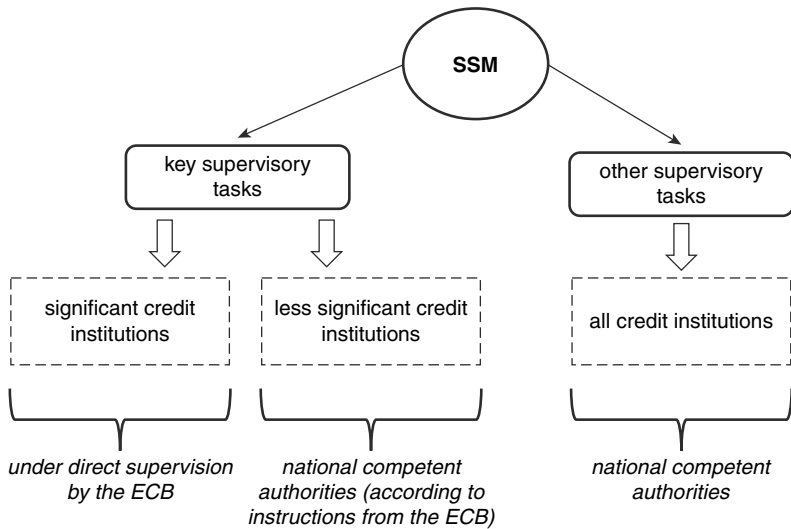 SSM
key supervisory
tasks
other supervisory
tasks
significant credit
institutions
less significant credit
institutions
all credit institutions
under direct supervision
by the ECB
national competent
authorities (according to
instructions from the ECB)
national competent
authorities